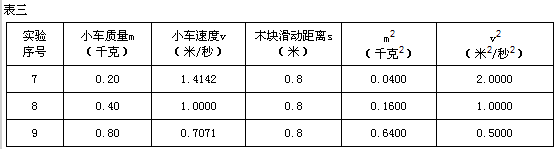 表三
实验序号 小车质量m（千克） 小车速度v（米/秒） 木块滑动距离s（米） m²（千克²） v²（米²/秒²）
7 0.20 1.4142 0.8 0.0400 2.0000
8 0.40 1.0000 0.8 0.1600 1.0000
9 0.80 0.7071 0.8 0.6400 0.5000